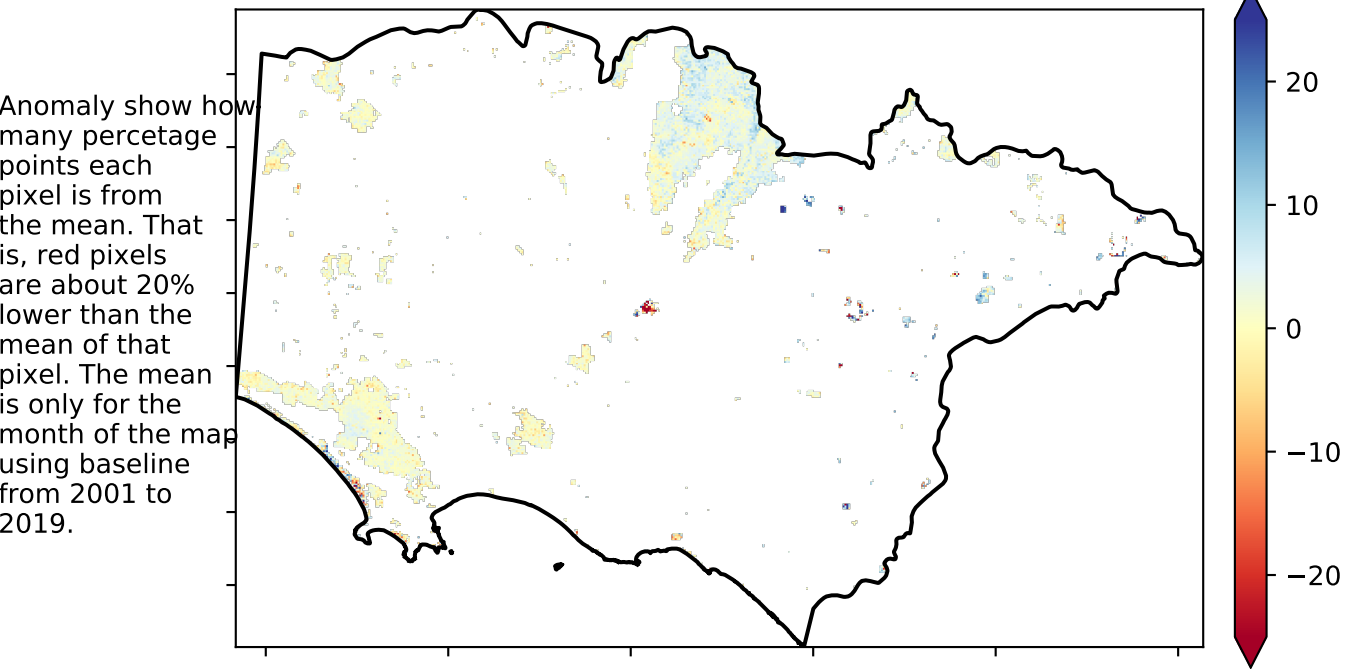 Anomaly show how
many percetage
points each
pixel is from
the mean. That
is, red pixels
are about 20%
lower than the
mean of that
pixel. The mean
is only for the
month of the map
using baseline
from 2001 to
2019.
20
10
0
−10
−20